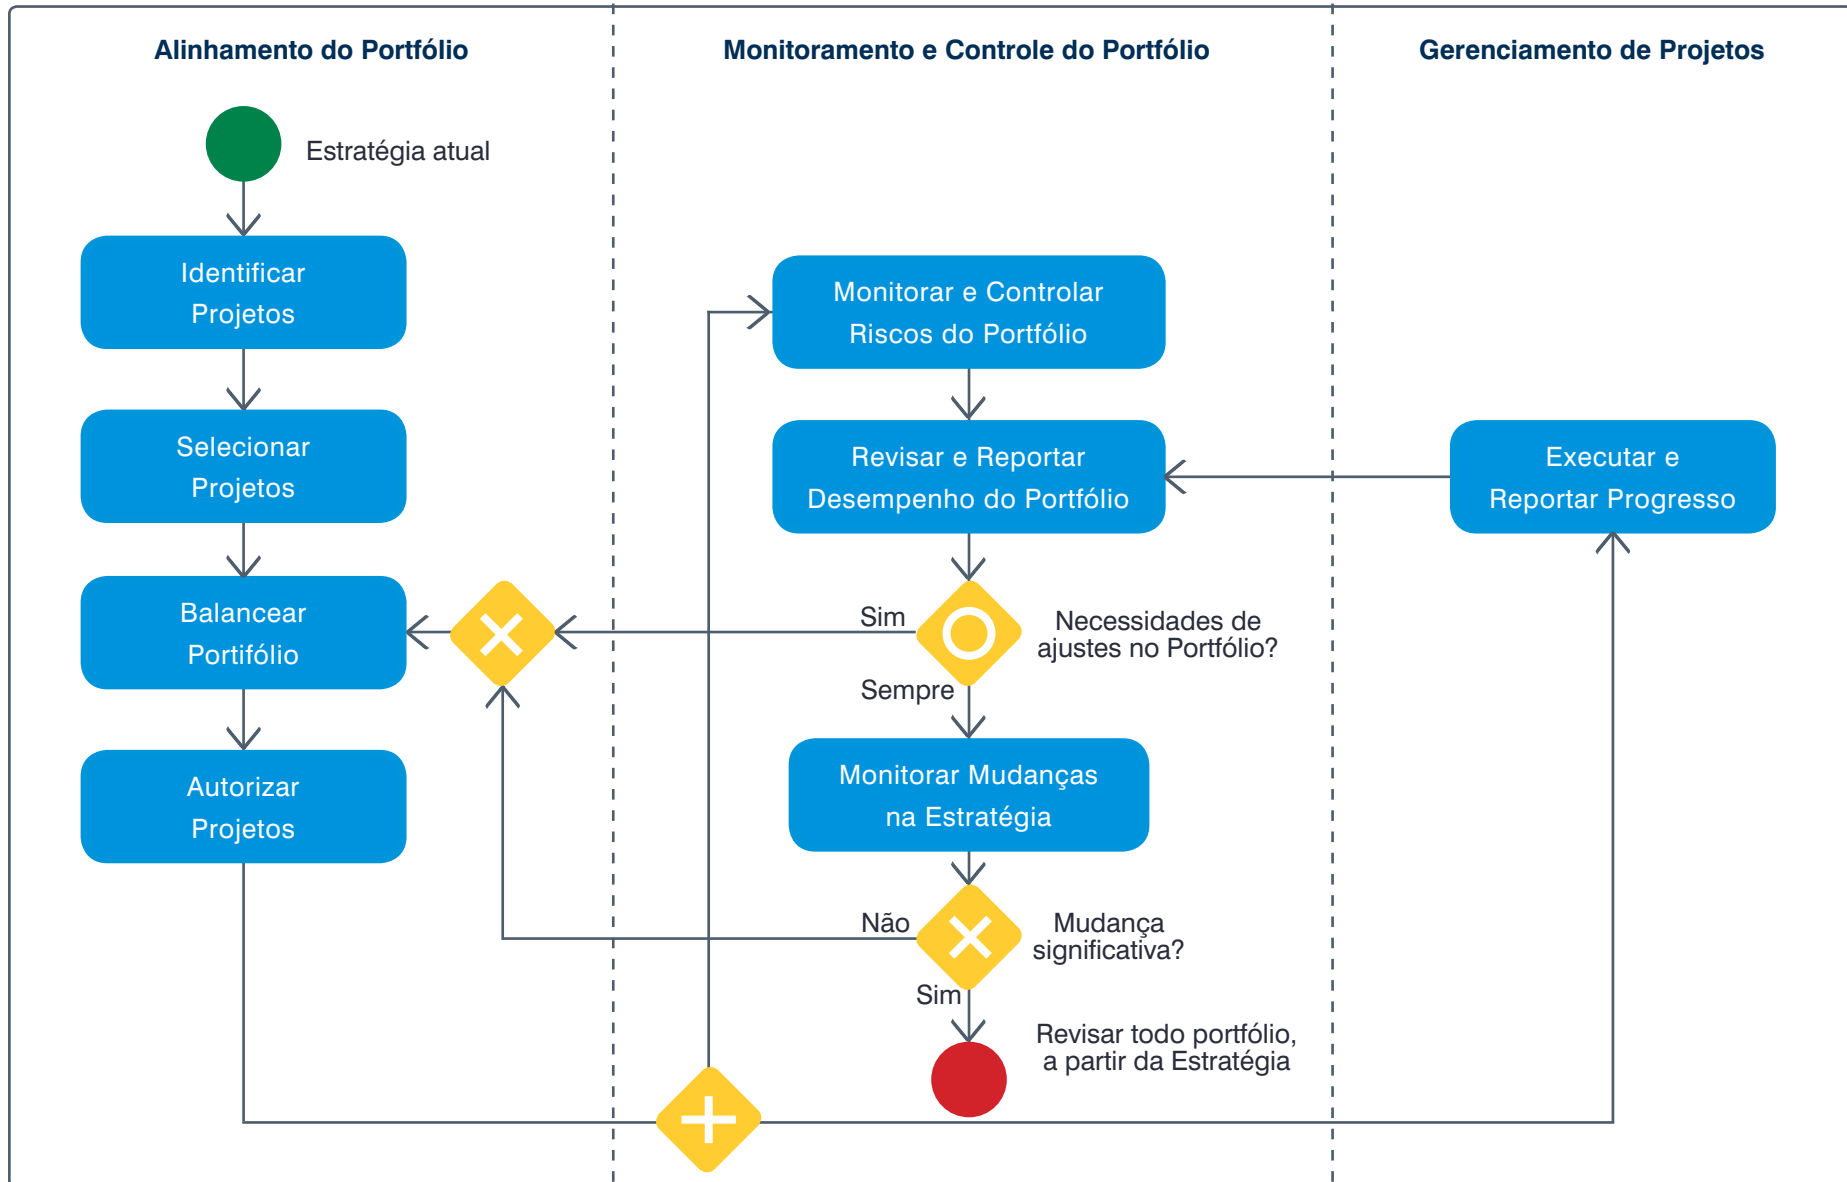 Alinhamento do Portfólio
Monitoramento e Controle do Portfólio
Gerenciamento de Projetos
Estratégia atual
Identificar
Projetos
Selecionar
Projetos
Balancear
Portifólio
Autorizar
Projetos
Monitorar e Controlar
Riscos do Portfólio
Revisar e Reportar
Desempenho do Portfólio
Sim
Necessidades de
ajustes no Portfólio?
Sempre
Monitorar Mudanças
na Estratégia
Não
Mudança
significativa?
Sim
Revisar todo portfólio,
a partir da Estratégia
Executar e
Reportar Progresso